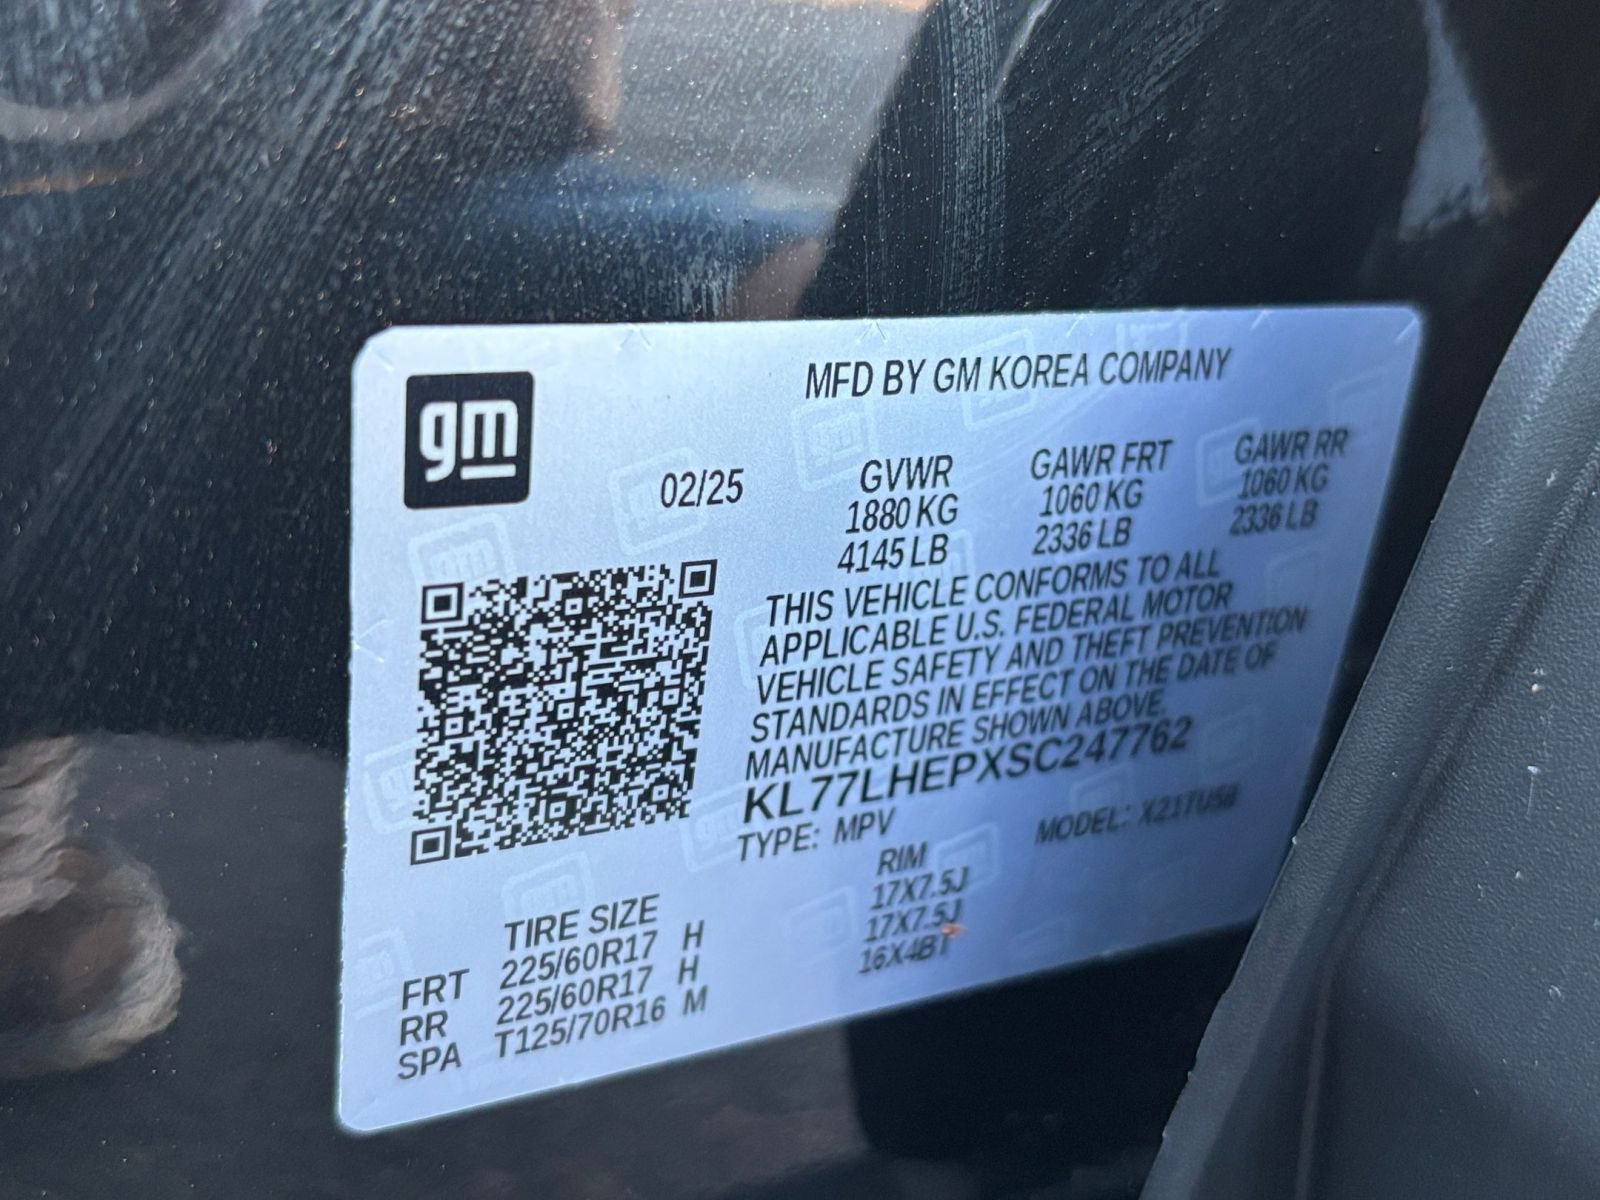 gm
MFD BY GM KOREA COMPANY
02/25
GVWR GAWR FRT GAWR RR
1880 KG 1060 KG 1060 KG
4145 LB 2336 LB 2336 LB
THIS VEHICLE CONFORMS TO ALL
APPLICABLE U.S. FEDERAL MOTOR
VEHICLE SAFETY AND THEFT PREVENTION
STANDARDS IN EFFECT ON THE DATE OF
MANUFACTURE SHOWN ABOVE.
KL77LHEPXSC247762
TYPE: MPV MODEL:
TIRE SIZE RIM
FRT 225/60R17 H 17X7.5J
RR 225/60R17 H 17X7.5J
SPA T125/70R16 M 16X4BT